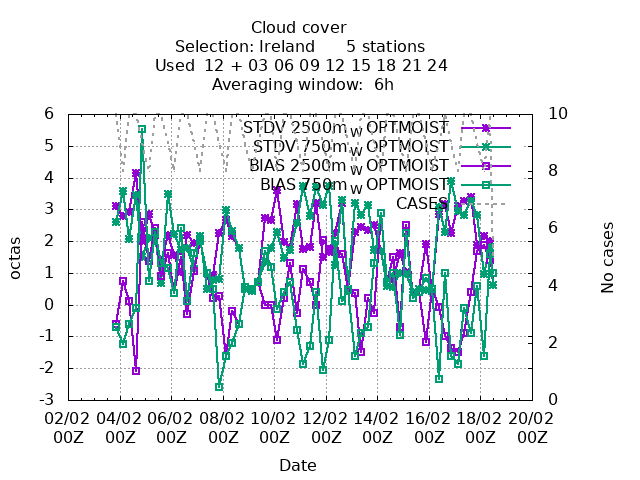 Cloud cover
Selection: Ireland 5 stations
Used 12 + 03 06 09 12 15 18 21 24
Averaging window: 6h
STDV 2500m_W OPTMOIST
STDV 750m_W OPTMOIST
BIAS 2500m_W OPTMOIST
BIAS 750m_W OPTMOIST
CASES
octas
6
5
4
3
2
1
0
-1
-2
-3
No cases
10
8
6
4
2
0
02/02 04/02 06/02 08/02 10/02 12/02 14/02 16/02 18/02 20/02
00Z 00Z 00Z 00Z 00Z 00Z 00Z 00Z 00Z 00Z
Date